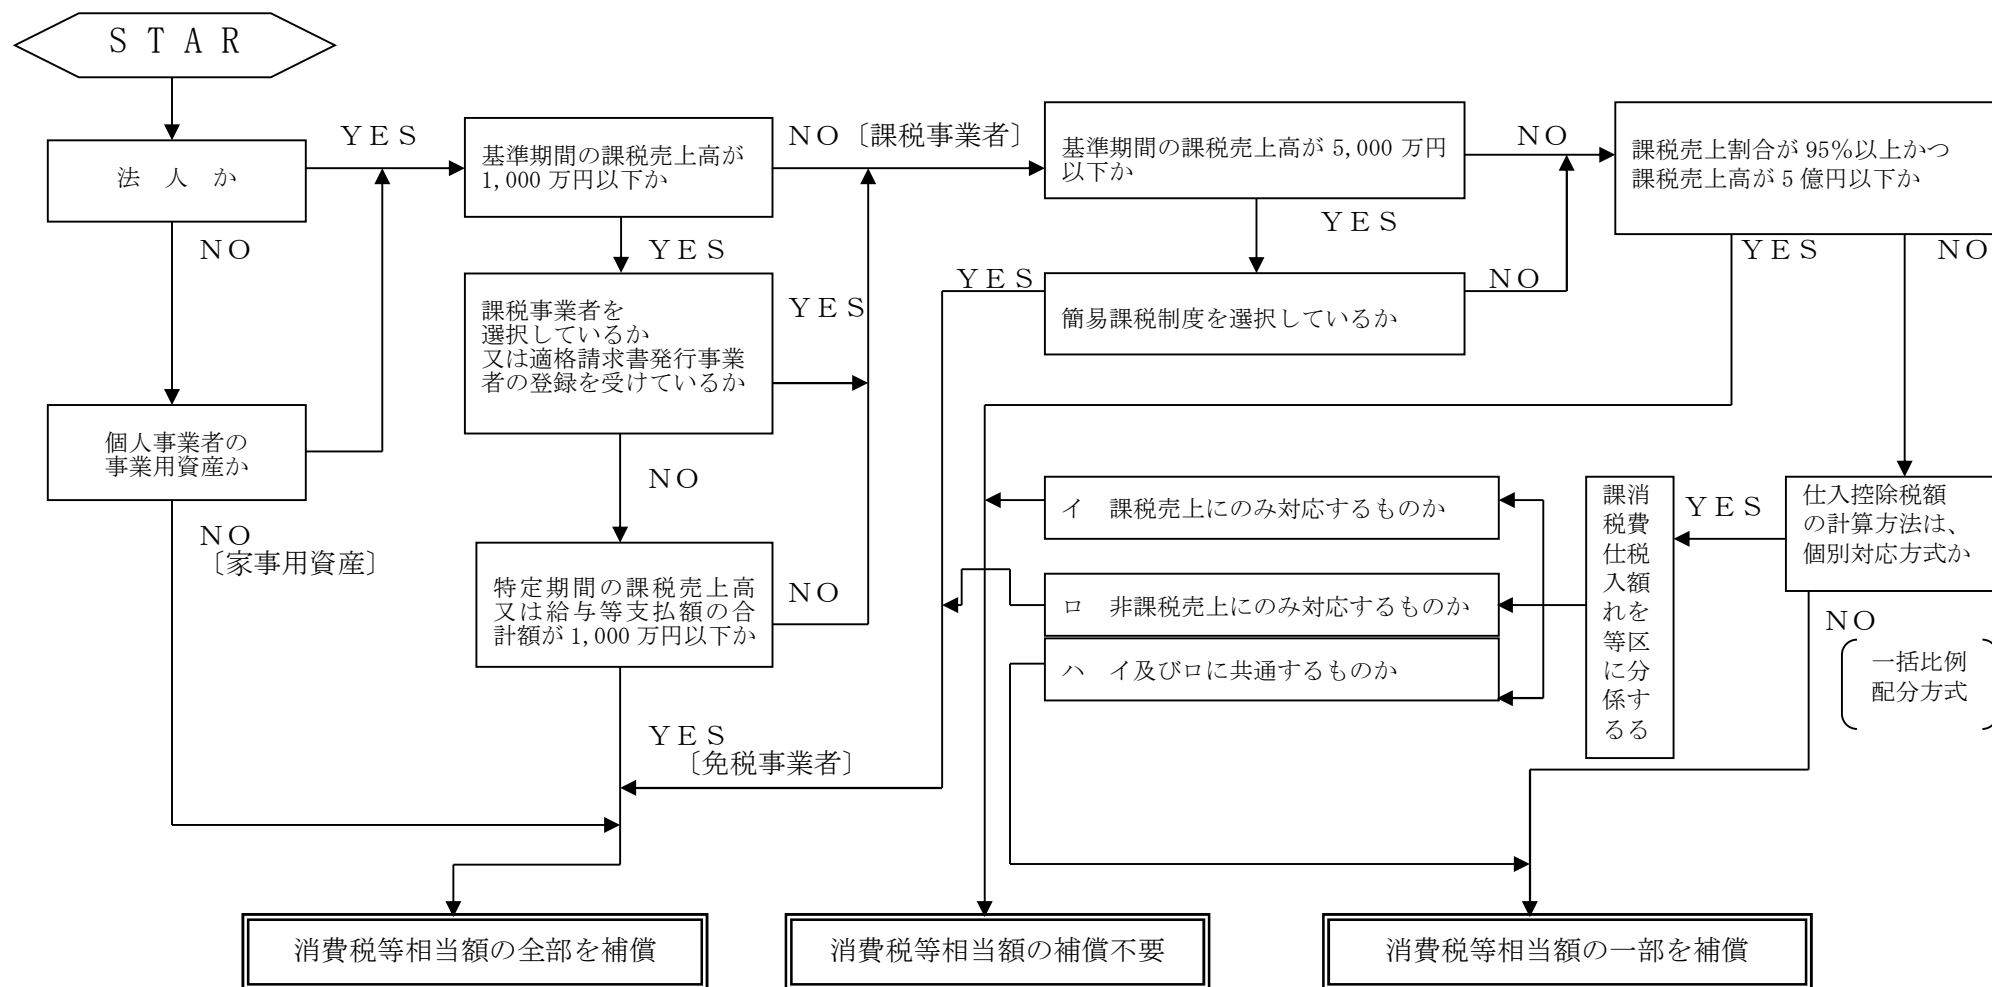 ＳＴＡＲ
法　人　か
ＹＥＳ
ＮＯ
個人事業者の
事業用資産か
ＮＯ
〔家事用資産〕
基準期間の課税売上高が
1,000 万円以下か
ＮＯ〔課税事業者〕
ＹＥＳ
課税事業者を
選択しているか
又は適格請求書発行事業
者の登録を受けているか
ＹＥＳ
ＮＯ
特定期間の課税売上高
又は給与等支払額の合
計額が 1,000 万円以下か
ＮＯ
ＹＥＳ
〔免税事業者〕
基準期間の課税売上高が 5,000 万円
以下か
ＮＯ
ＹＥＳ
簡易課税制度を選択しているか
ＹＥＳ
ＮＯ
課税売上割合が 95％以上かつ
課税売上高が 5 億円以下か
ＹＥＳ
ＮＯ
仕入控除税額
の計算方法は、
個別対応方式か
ＹＥＳ
ＮＯ
一括比例
配分方式
消費税額を区分する
課税仕入れ等に係る
イ　課税売上にのみ対応するものか
ロ　非課税売上にのみ対応するものか
ハ　イ及びロに共通するものか
消費税等相当額の全部を補償
消費税等相当額の補償不要
消費税等相当額の一部を補償